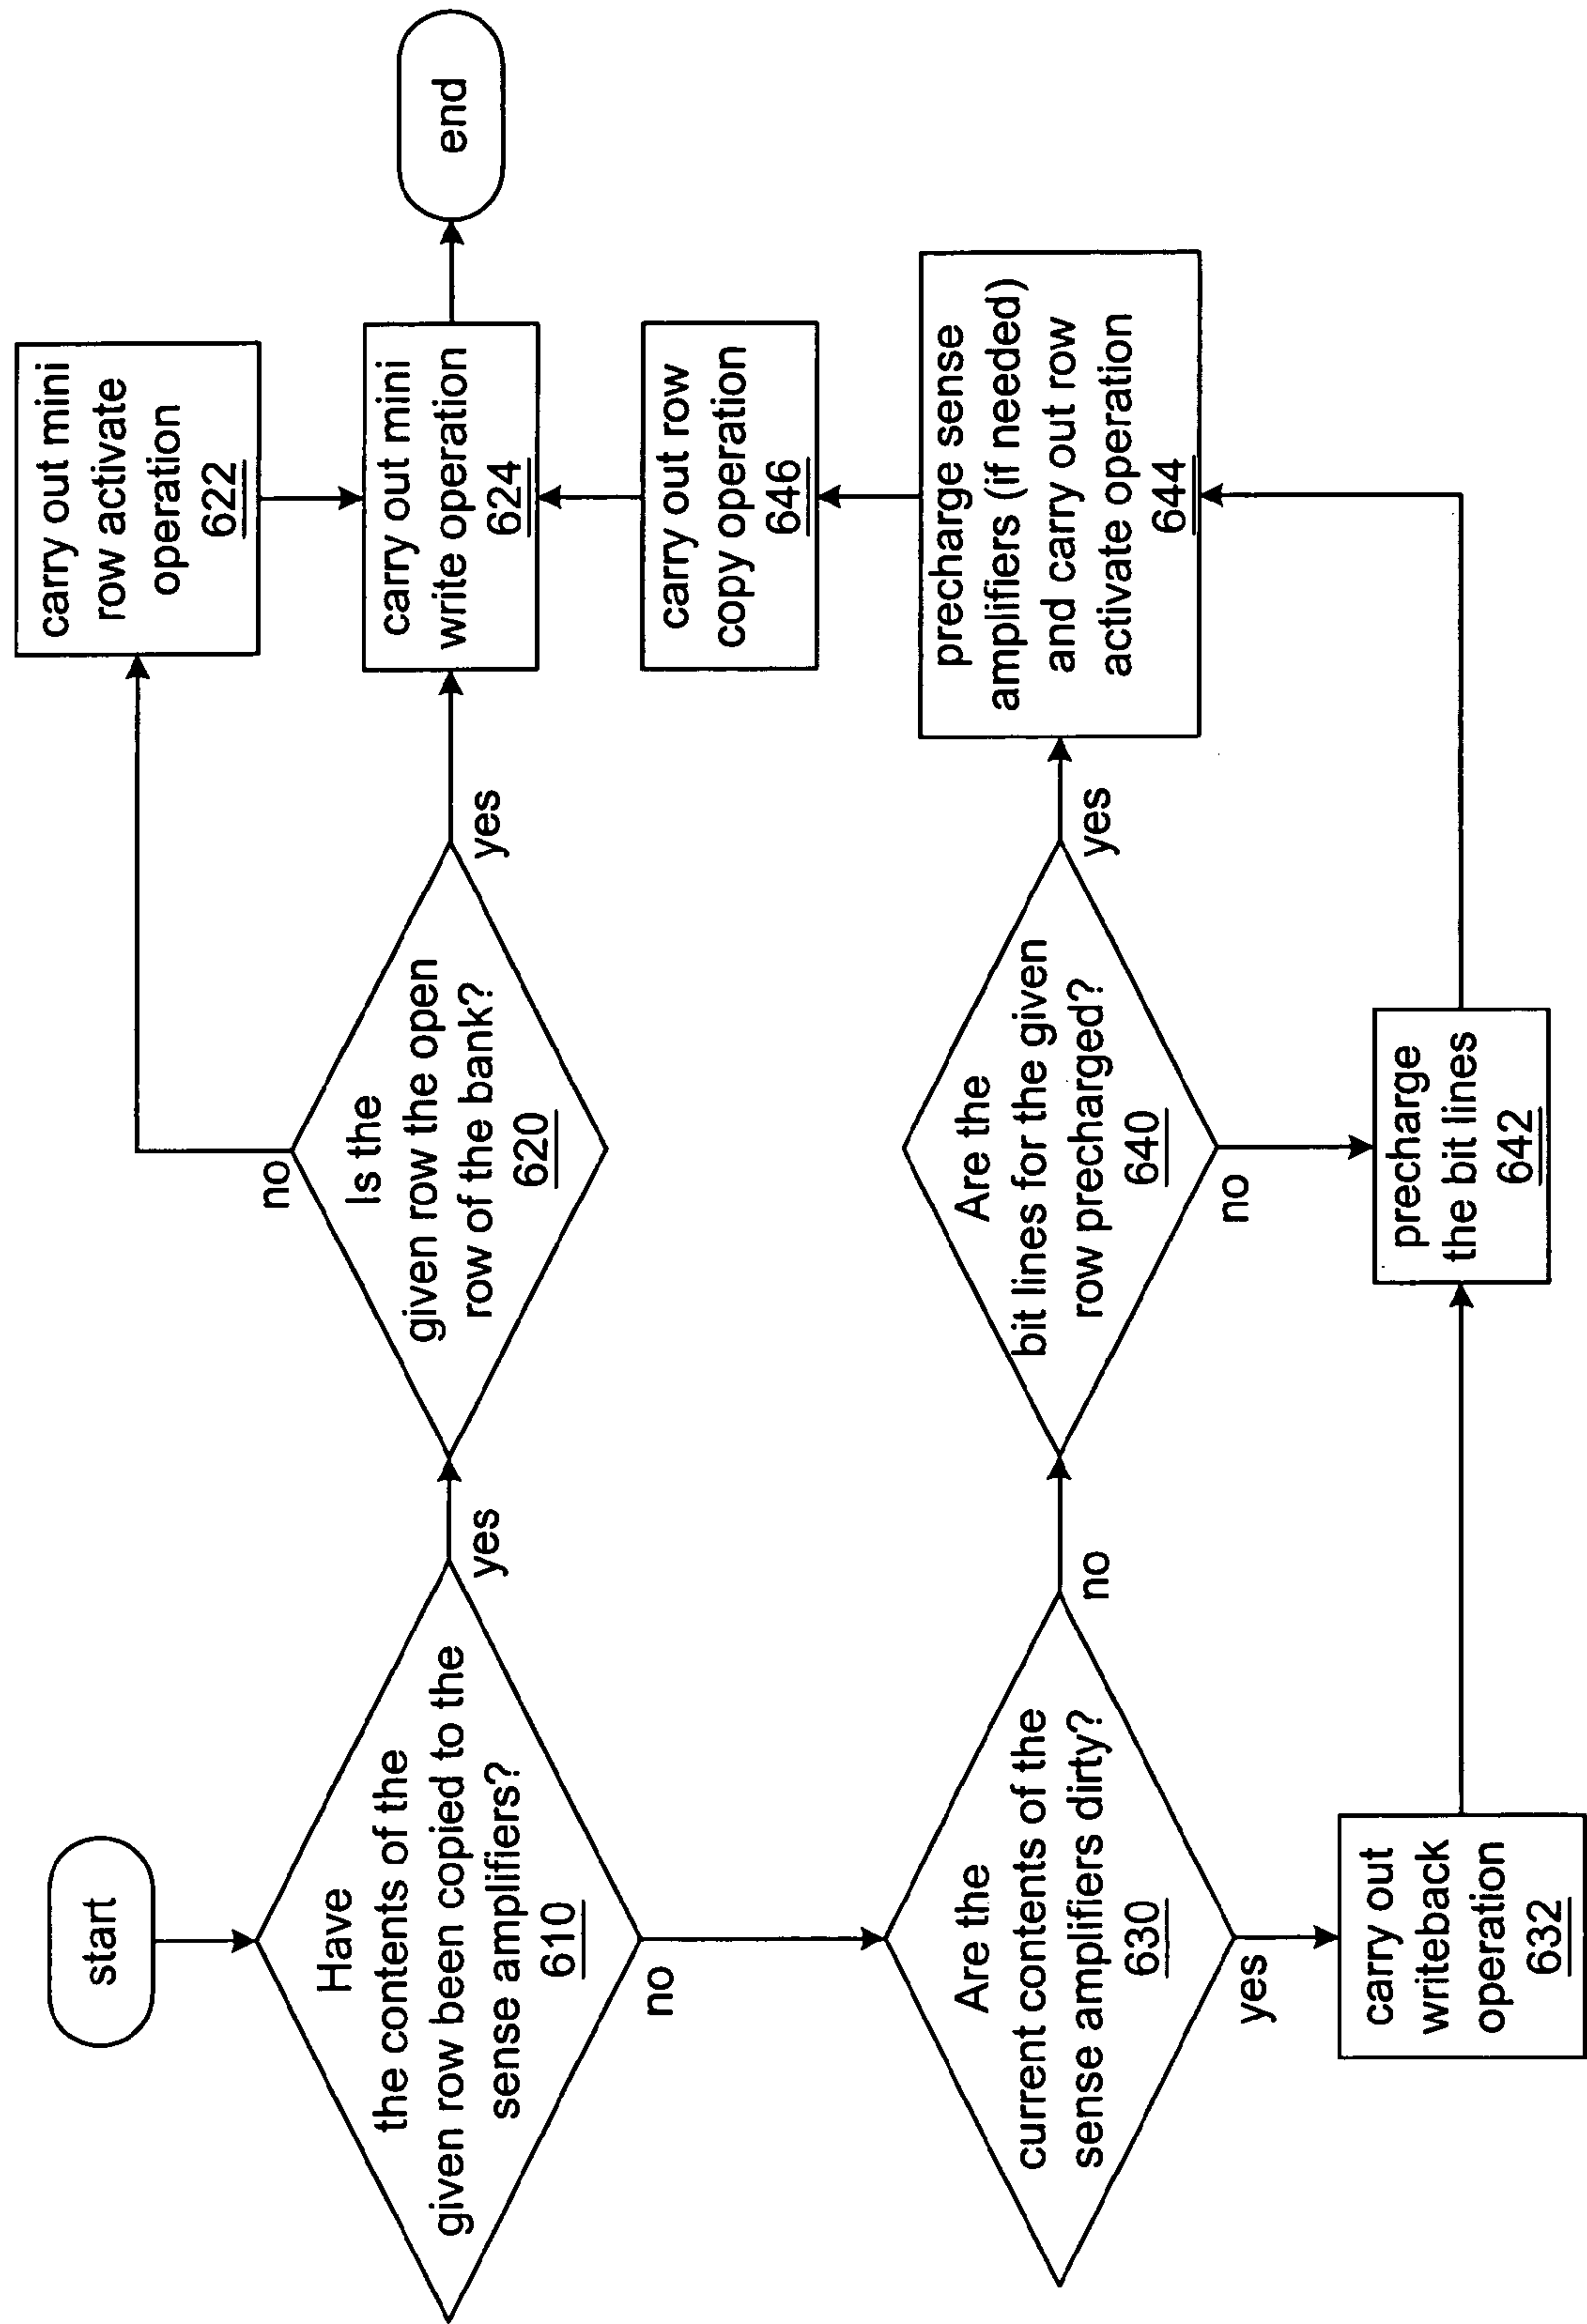 start
Have
the contents of the
given row been copied to the
sense amplifiers?
610
yes
no
Is the
given row the open
row of the bank?
620
no
yes
carry out mini
row activate
operation
622
carry out mini
write operation
624
end
Are the
current contents of the
sense amplifiers dirty?
630
no
yes
carry out
writeback
operation
632
Are the
bit lines for the given
row precharged?
640
yes
no
precharge
the bit lines
642
precharge sense
amplifiers (if needed)
and carry out row
activate operation
644
carry out row
copy operation
646